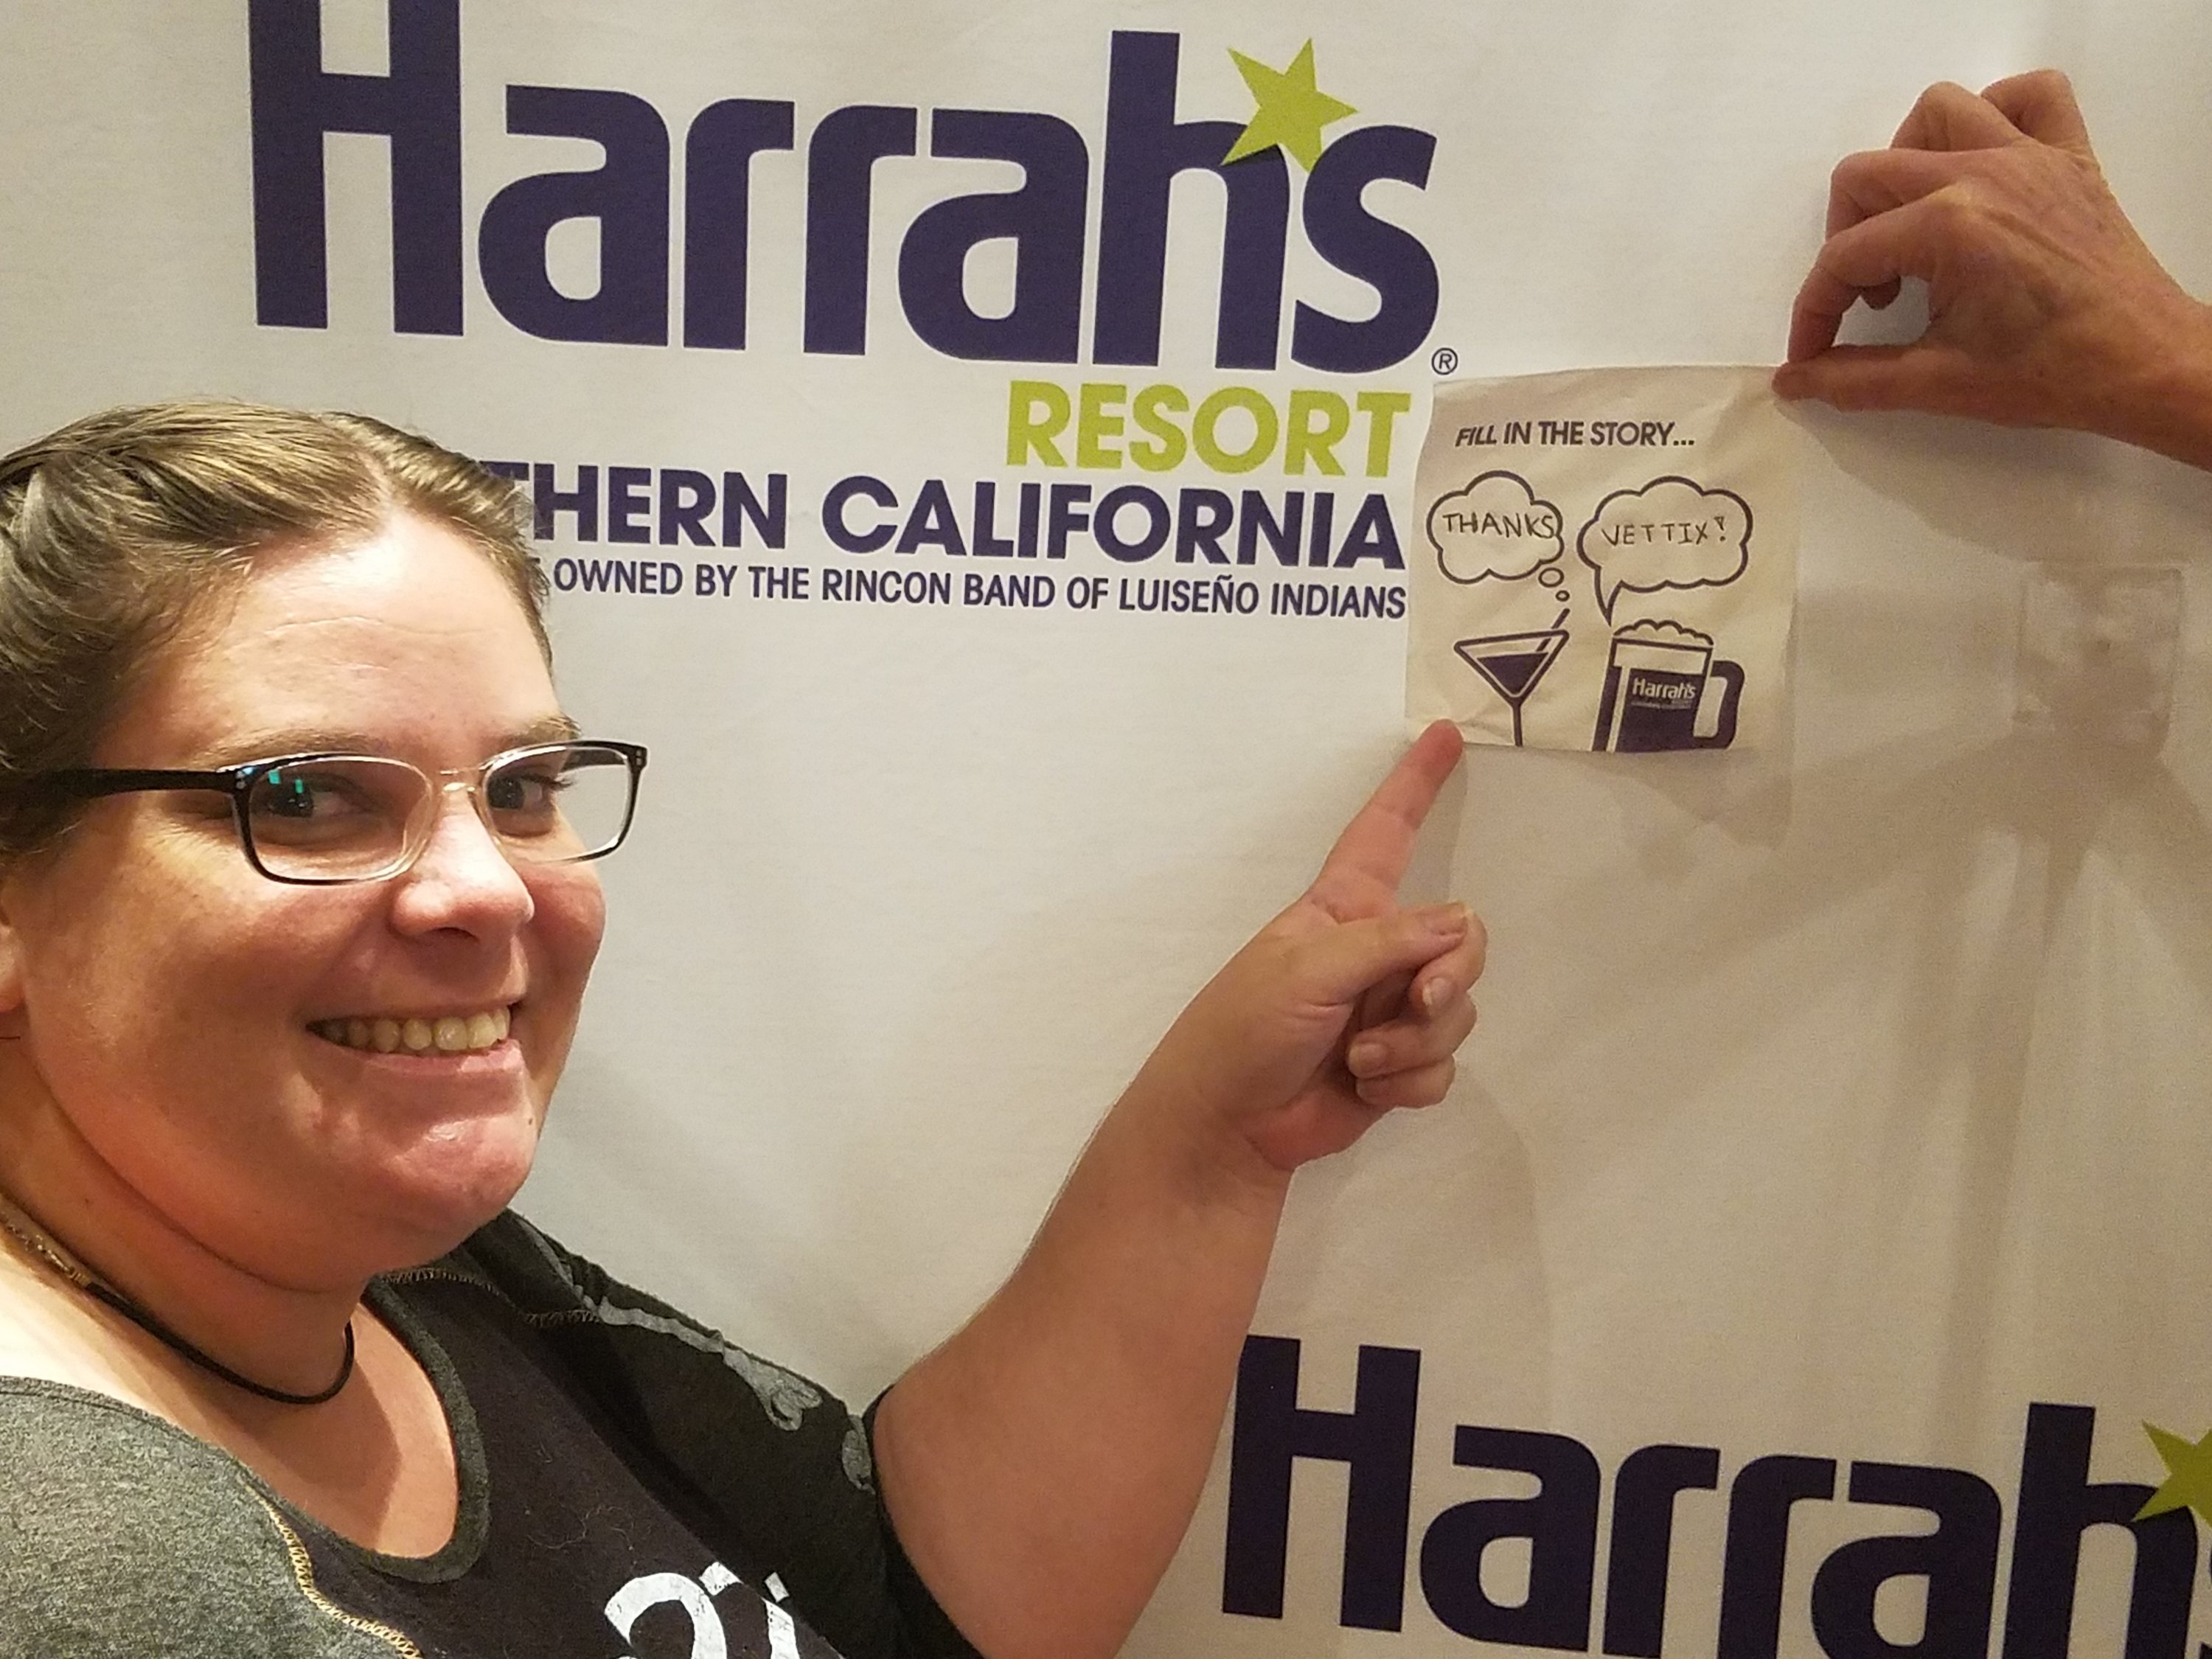 Harrah's®
RESORT
THERN CALIFORNIA
OWNED BY THE RINCON BAND OF LUISEÑO INDIANS
FILL IN THE STORY...
THANKS
VETTIX!
Harrah's
Harrah's